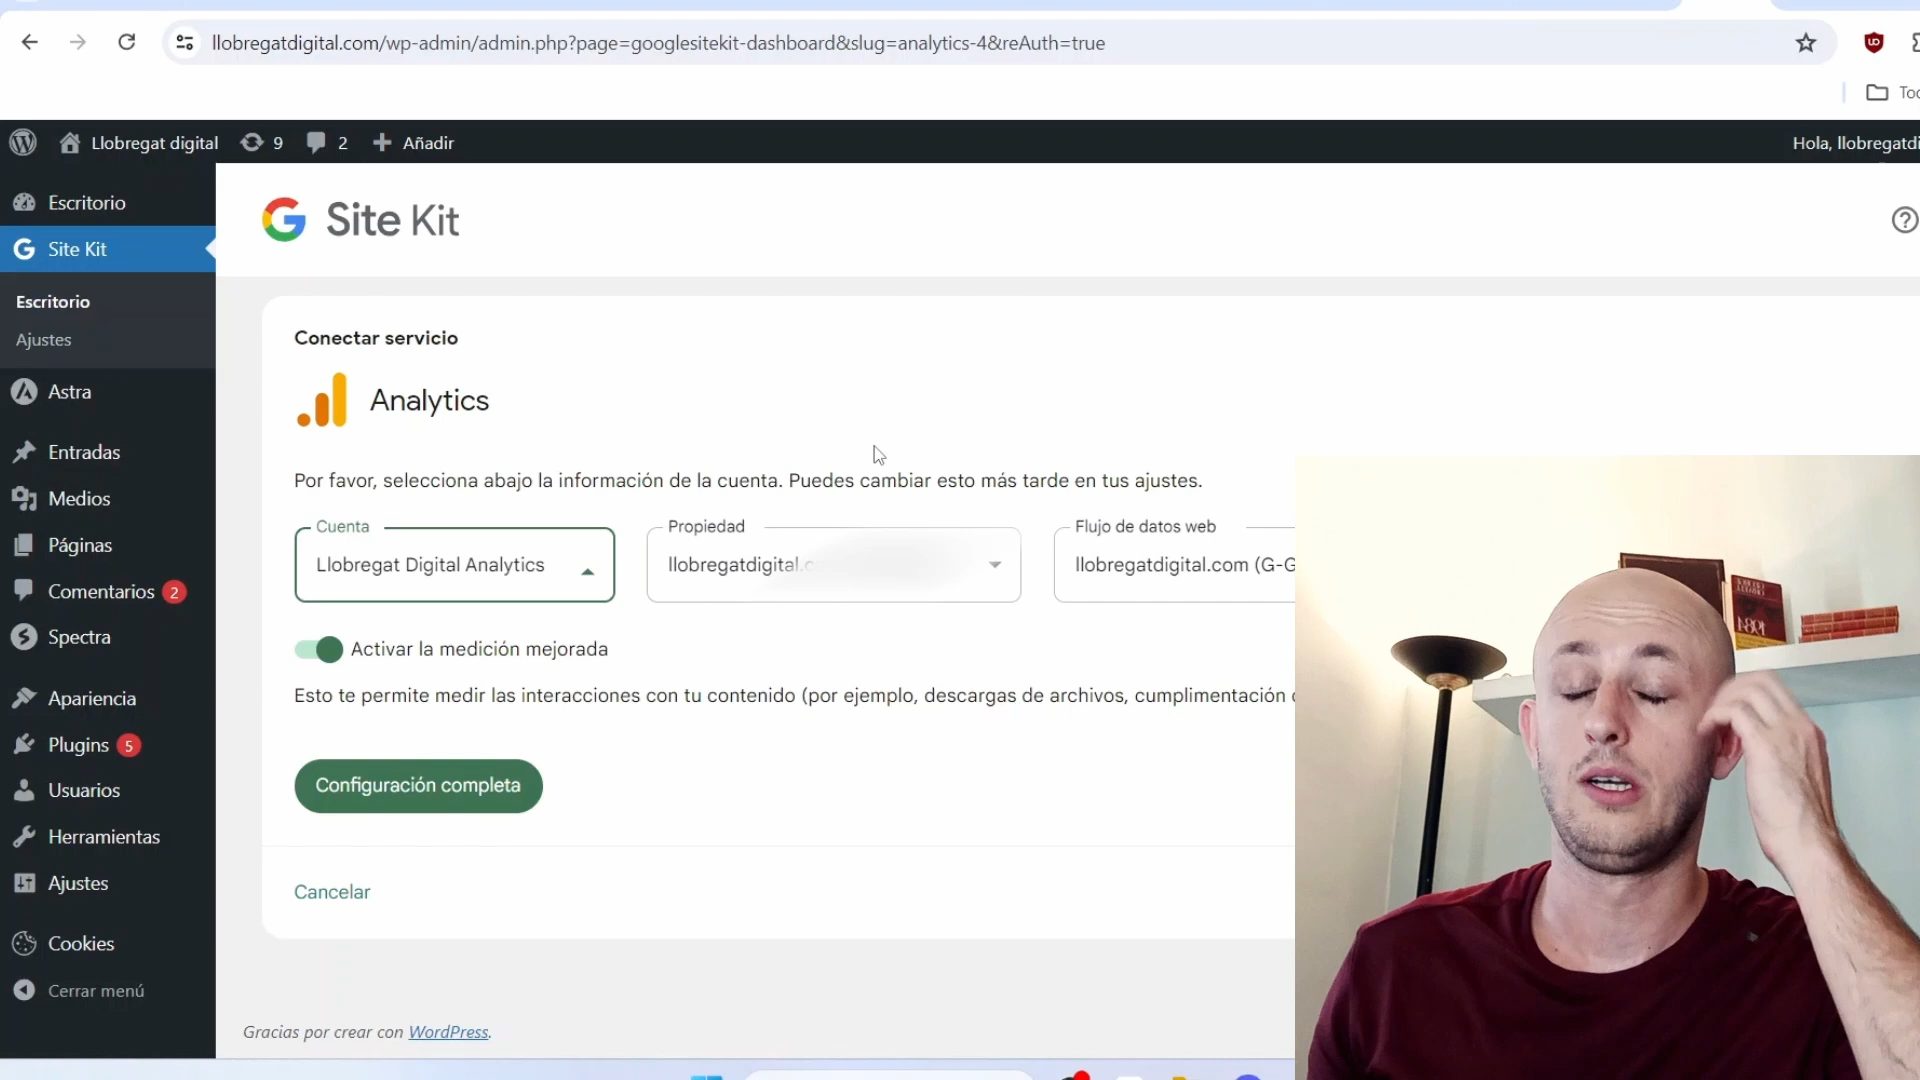 llobregatdigital.com/wp-admin/admin.php?page=googlesitekit-dashboard&slug=analytics-4&reAuth=true
Llobregat digital
9
2
Añadir
Hola,
Escritorio
Site Kit
Escritorio
Ajustes
Astra
Entradas
Medios
Páginas
Comentarios 2
Spectra
Apariencia
Plugins 5
Usuarios
Herramientas
Ajustes
Cookies
Cerrar menú
Site Kit
Conectar servicio
Analytics
Por favor, selecciona abajo la información de la cuenta. Puedes cambiar esto más tarde en tus ajustes.
Cuenta
Llobregat Digital Analytics
Propiedad
Flujo de datos web
llobregatdigital.com
Activar la medición mejorada
Esto te permite medir las interacciones con tu contenido (por ejemplo, descargas de archivos, cumplimentación
Configuración completa
Cancelar
Gracias por crear con WordPress.
1984